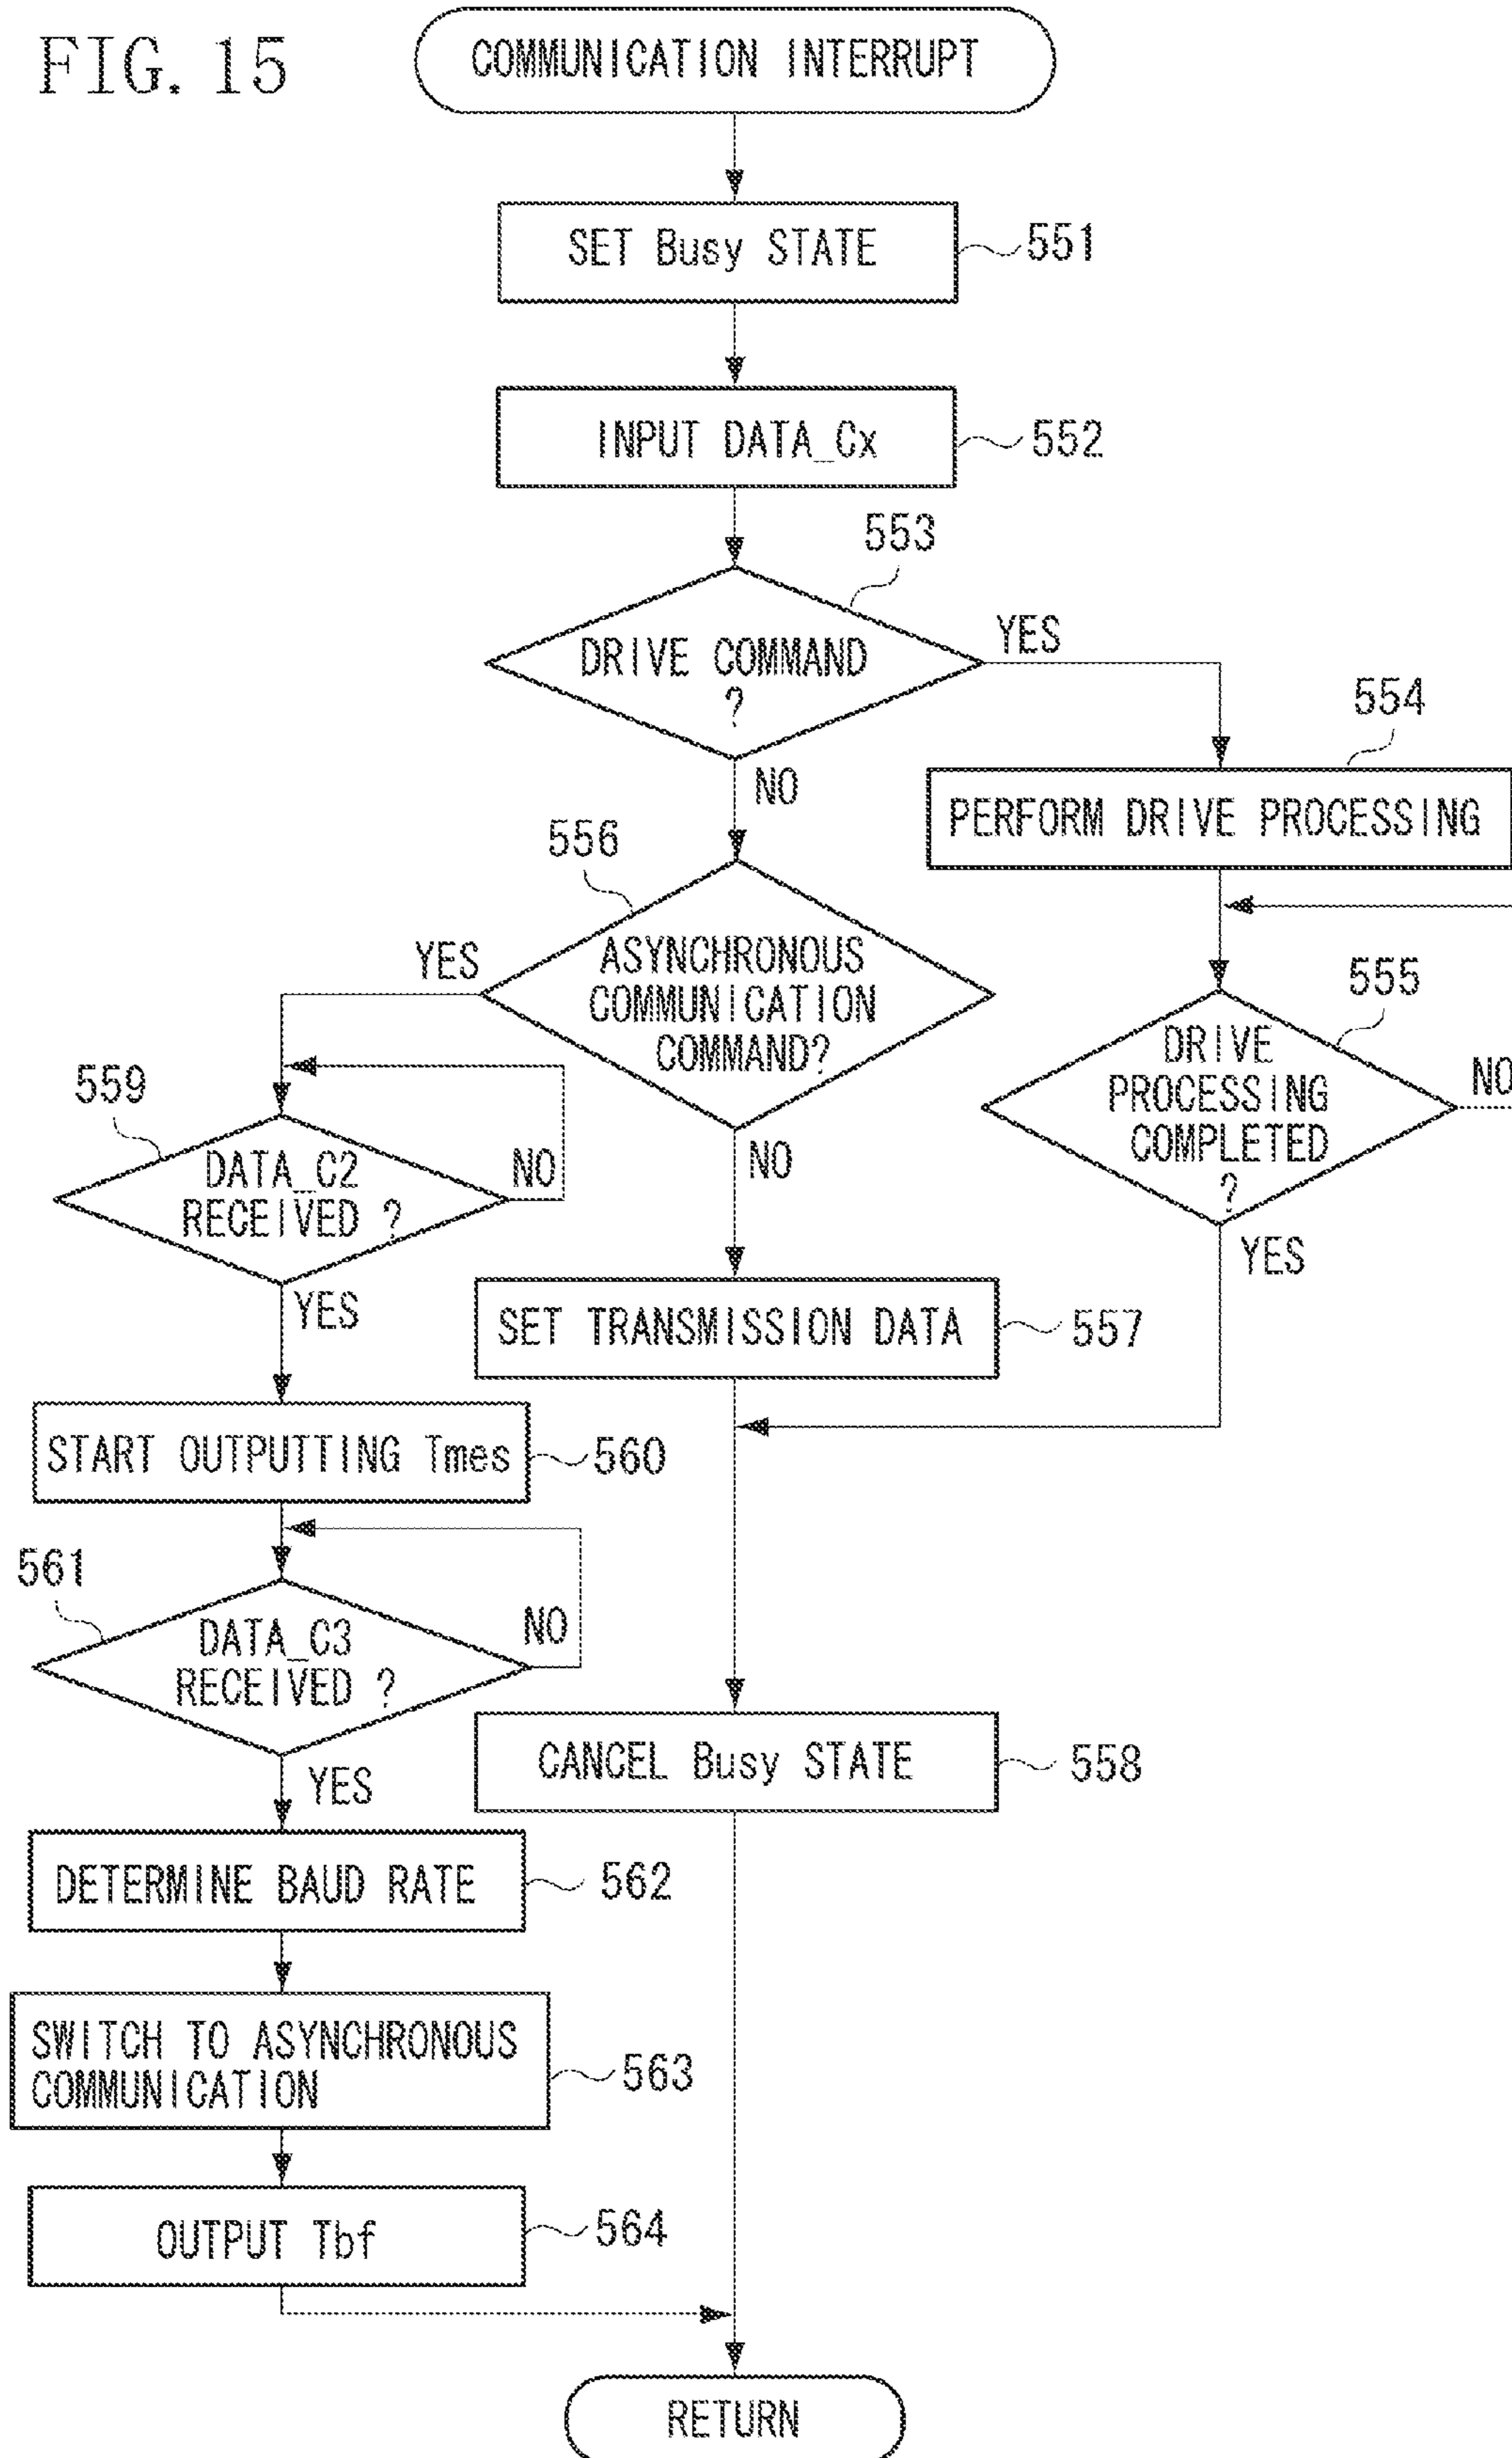 FIG. 15
COMMUNICATION INTERRUPT
SET Busy STATE
551
INPUT DATA_Cx
552
553
DRIVE COMMAND
?
YES
NO
554
PERFORM DRIVE PROCESSING
556
ASYNCHRONOUS
COMMUNICATION
COMMAND?
YES
NO
555
DRIVE
PROCESSING
COMPLETED
?
NO
YES
559
DATA_C2
RECEIVED ?
NO
YES
SET TRANSMISSION DATA
557
START OUTPUTTING Tmes
560
561
DATA_C3
RECEIVED ?
NO
YES
CANCEL Busy STATE
558
DETERMINE BAUD RATE
562
SWITCH TO ASYNCHRONOUS
COMMUNICATION
563
OUTPUT Tbf
564
RETURN